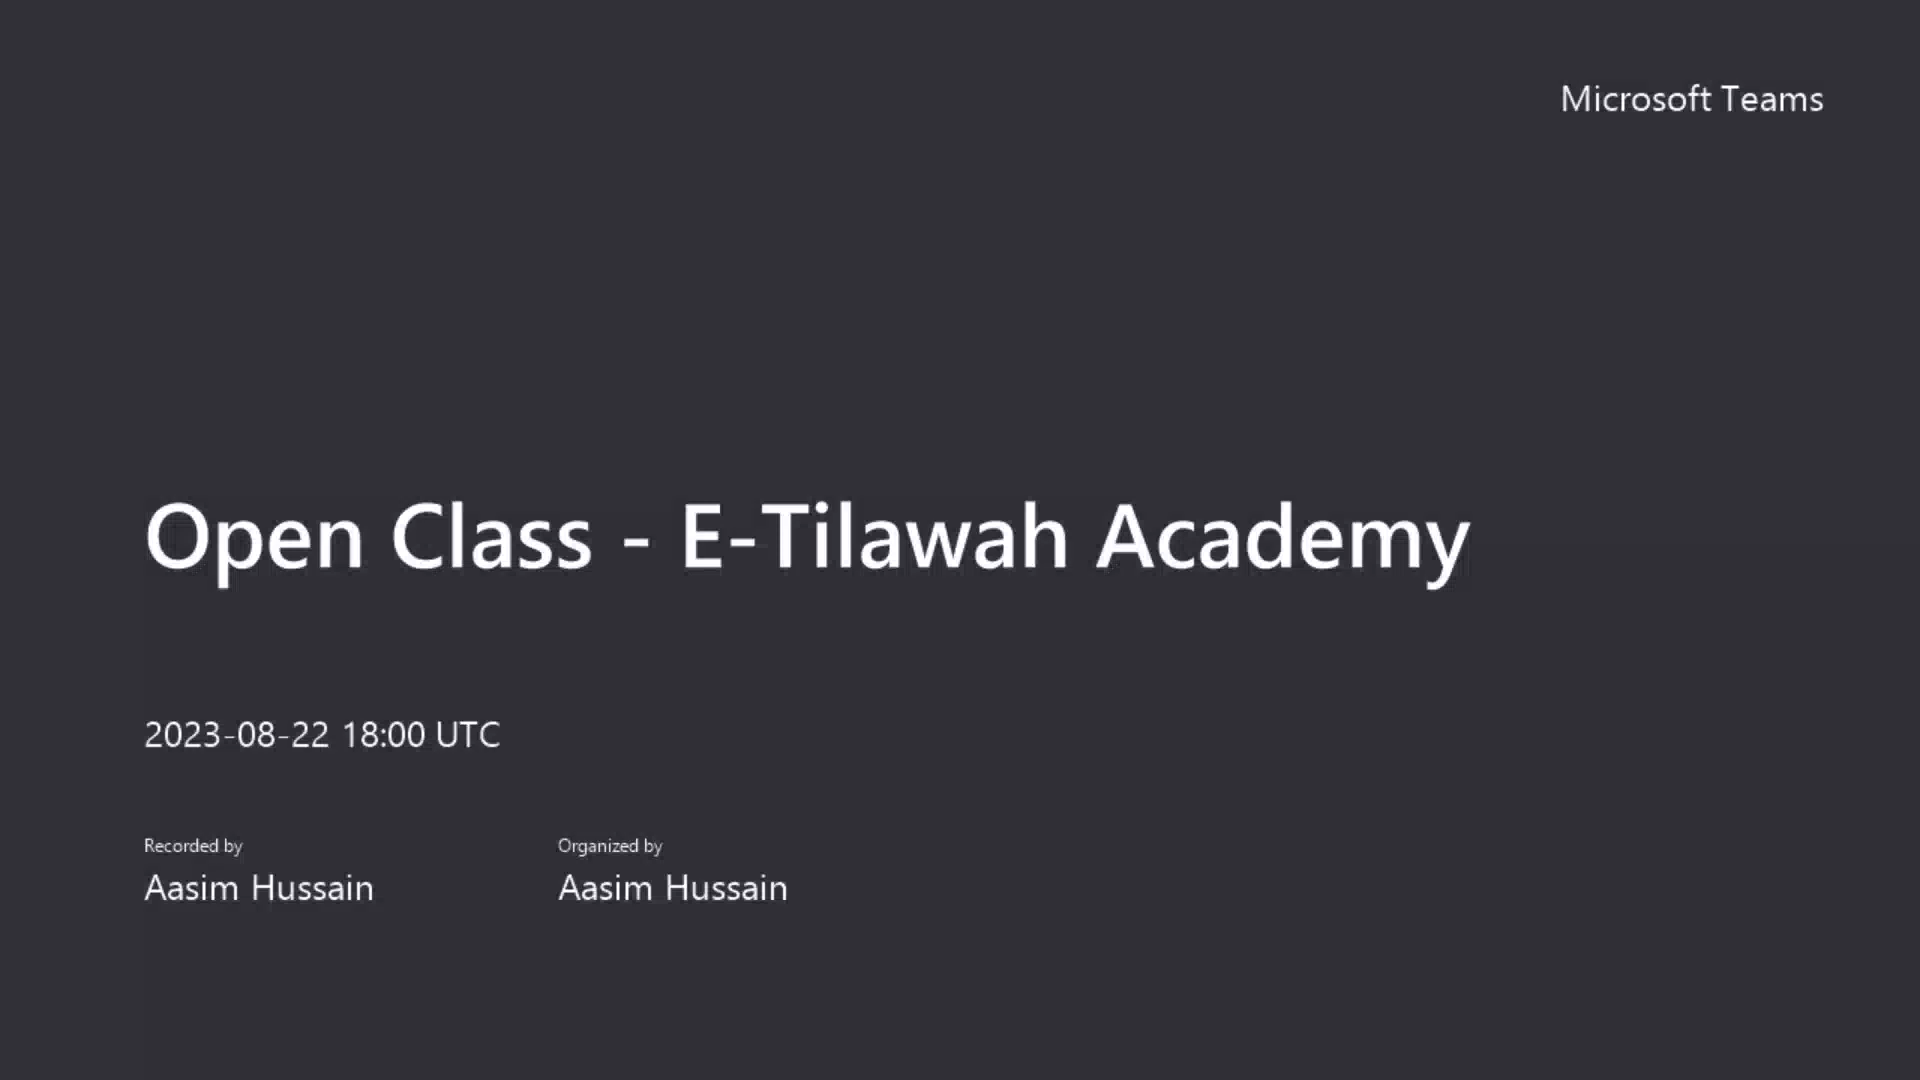 Microsoft Teams
Open Class - E-Tilawah Academy
2023-08-22 18:00 UTC
Recorded by
Aasim Hussain
Organized by
Aasim Hussain